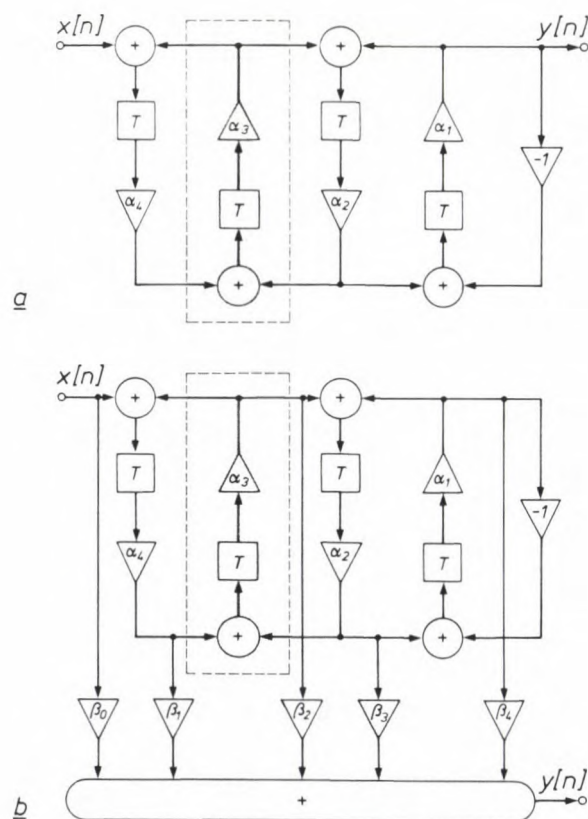 x[n] y[n]
+ +
T α3 T α1 -1
α4 T α2 T
+ +
a
x[n]
+ +
T α3 T α1 -1
α4 T α2 T
+ +
β0 β1 β2 β3 β4
+ y[n]
b